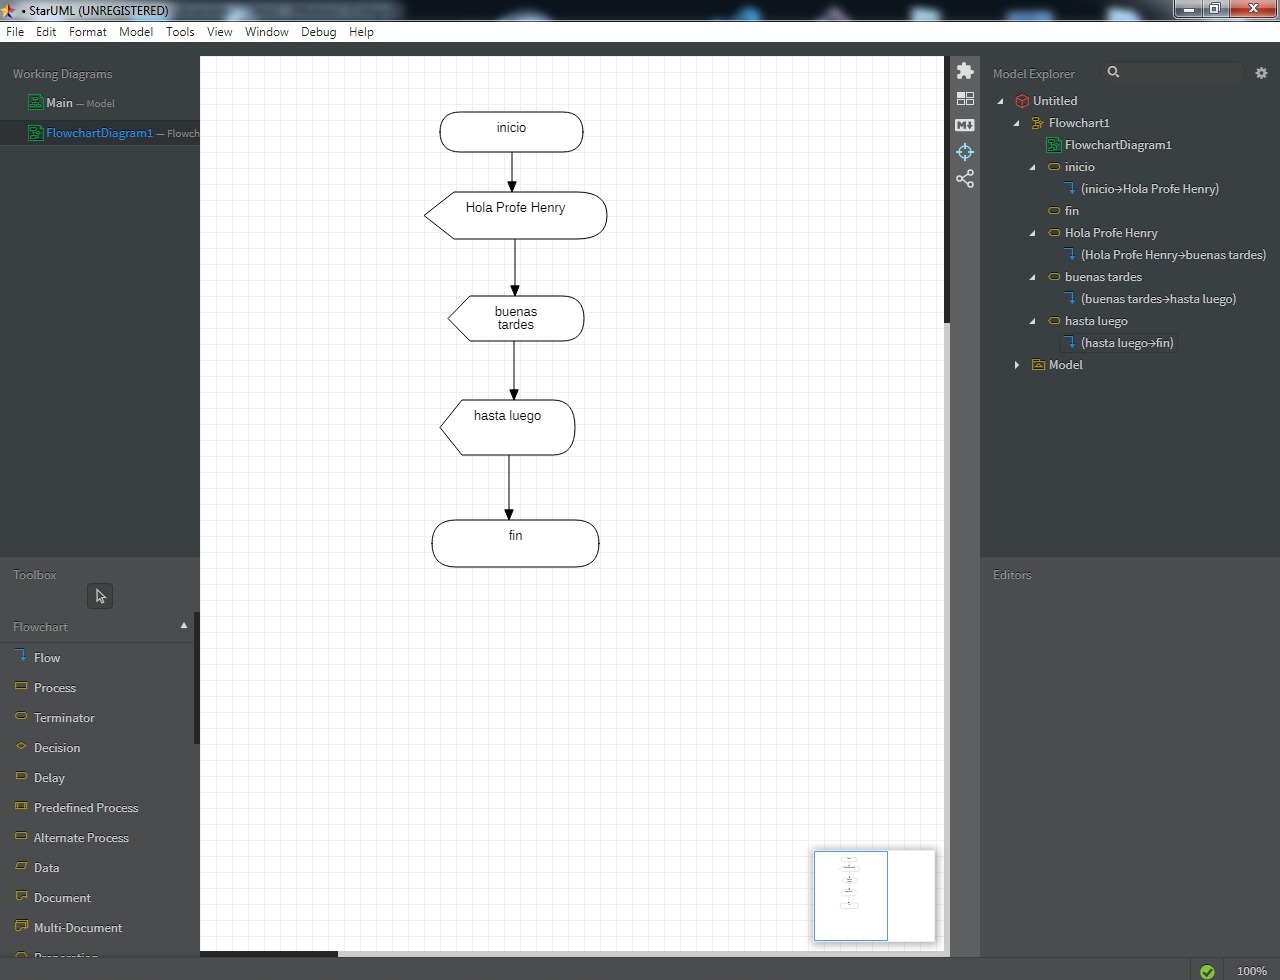 • StarUML (UNREGISTERED)
File Edit Format Model Tools View Window Debug Help
Working Diagrams
Main — Model
FlowchartDiagram1 — Flowch
Toolbox
Flowchart
Flow
Process
Terminator
Decision
Delay
Predefined Process
Alternate Process
Data
Document
Multi-Document
Preparation
inicio
Hola Profe Henry
buenas
tardes
hasta luego
fin
Model Explorer
Untitled
Flowchart1
FlowchartDiagram1
inicio
(inicio→Hola Profe Henry)
fin
Hola Profe Henry
(Hola Profe Henry→buenas tardes)
buenas tardes
(buenas tardes→hasta luego)
hasta luego
(hasta luego→fin)
Model
Editors
100%